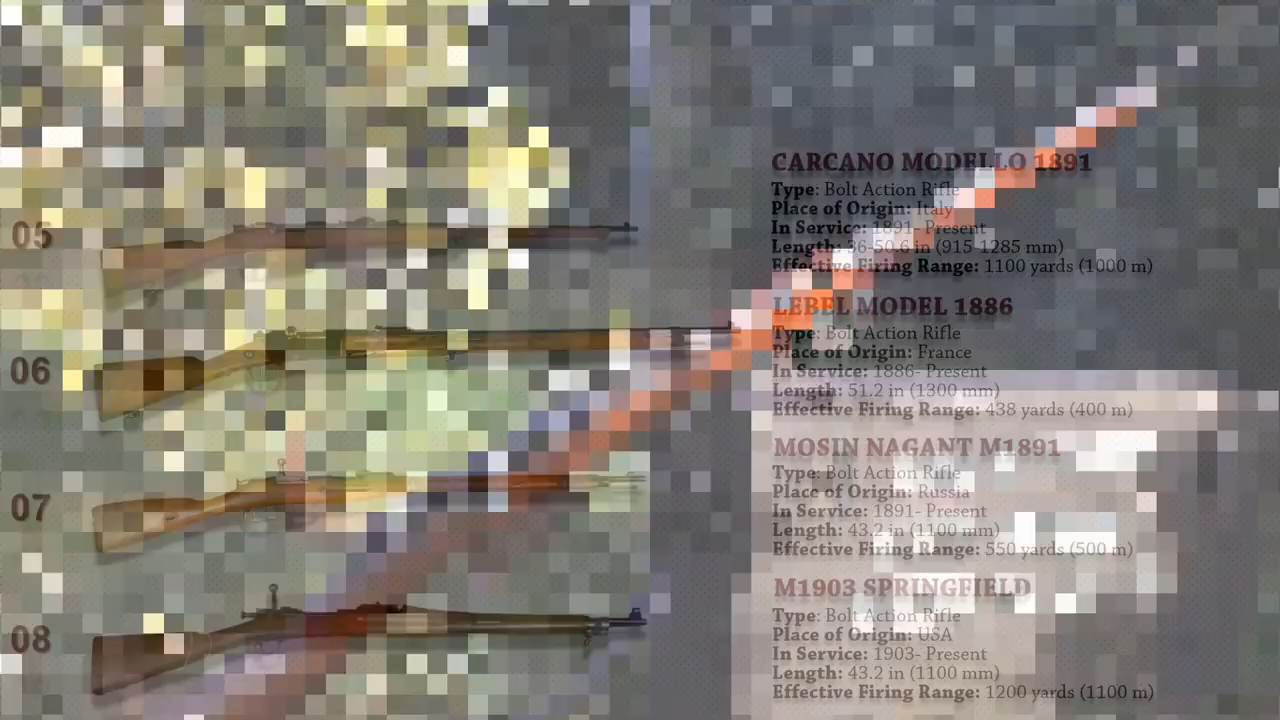 05
CARCANO MODELLO 1891
Type: Bolt Action Rifle
Place of Origin: Italy
In Service: 1891- Present
Length: 36-50.6 in (915-1285 mm)
Effective Firing Range: 1100 yards (1000 m)
06
LEBEL MODEL 1886
Type: Bolt Action Rifle
Place of Origin: France
In Service: 1886- Present
Length: 51.2 in (1300 mm)
Effective Firing Range: 438 yards (400 m)
07
MOSIN NAGANT M1891
Type: Bolt Action Rifle
Place of Origin: Russia
In Service: 1891- Present
Length: 43.2 in (1100 mm)
Effective Firing Range: 550 yards (500 m)
08
M1903 SPRINGFIELD
Type: Bolt Action Rifle
Place of Origin: USA
In Service: 1903- Present
Length: 43.2 in (1100 mm)
Effective Firing Range: 1200 yards (1100 m)